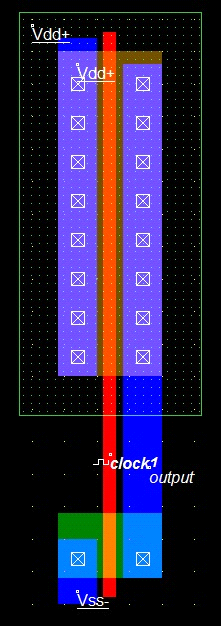 Vdd+
Vdd+
clock1
output
Vss-